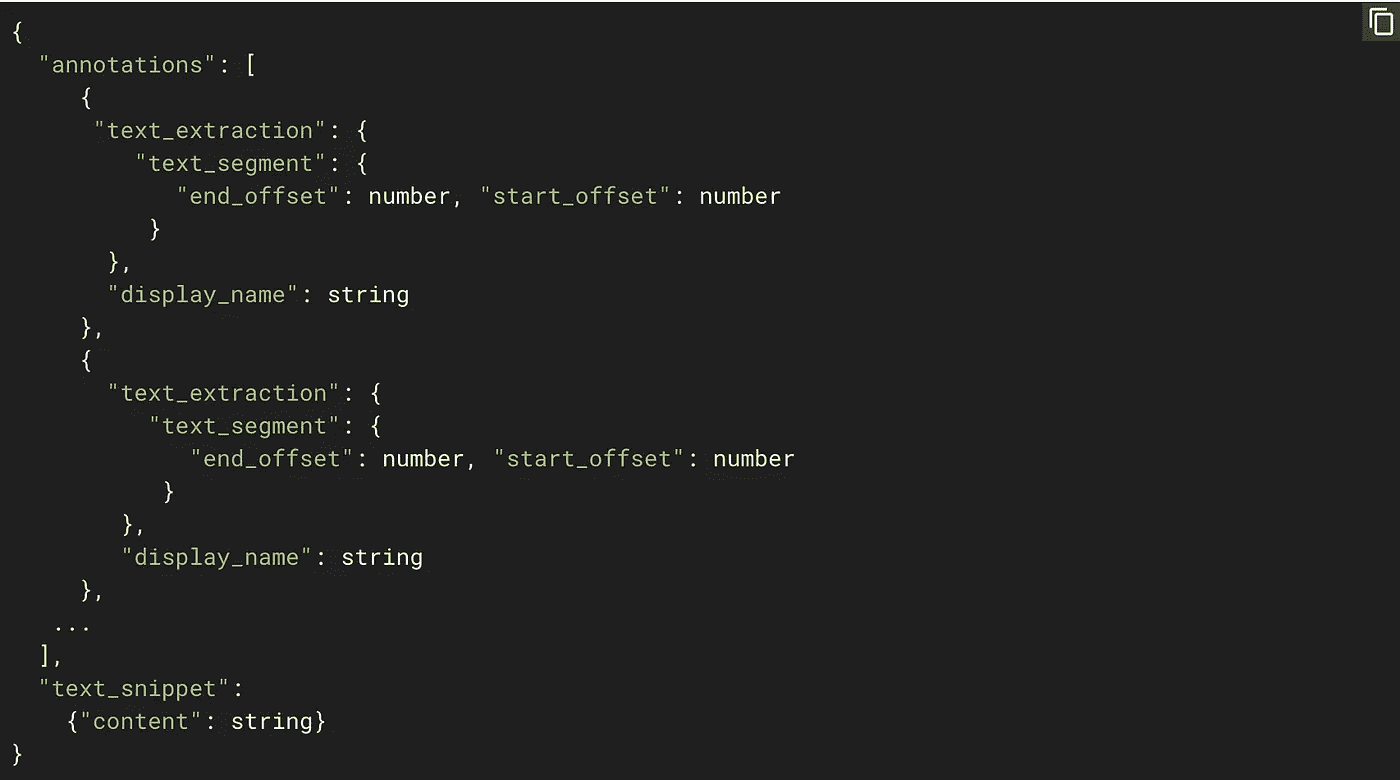 {
  "annotations": [
     {
      "text_extraction": {
         "text_segment": {
            "end_offset": number, "start_offset": number
          }
       },
       "display_name": string
     },
     {
       "text_extraction": {
          "text_segment": {
             "end_offset": number, "start_offset": number
           }
        },
        "display_name": string
     },
   ...
  ],
  "text_snippet":
    {"content": string}
}